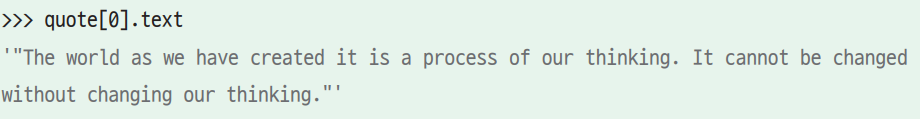 >>> quote[0].text
'"The world as we have created it is a process of our thinking. It cannot be changed
without changing our thinking."'